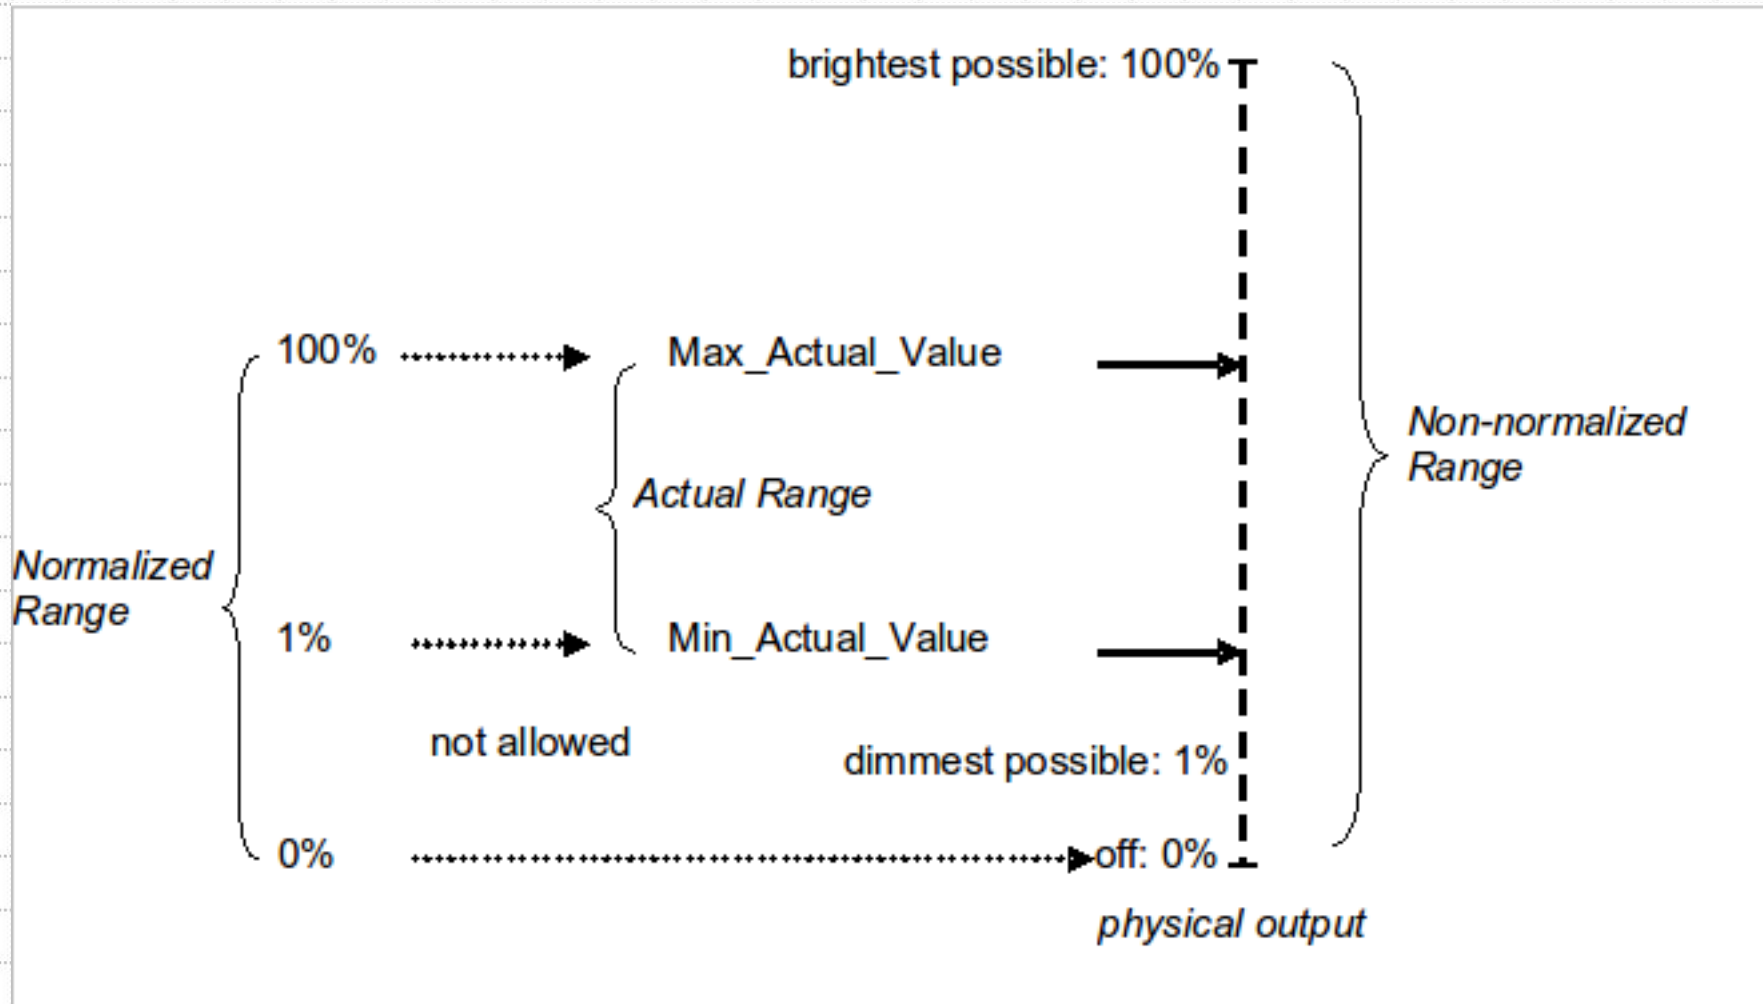 brightest possible: 100%
100%
Max_Actual_Value
Non-normalized
Range
Actual Range
Normalized
Range
1%
Min_Actual_Value
not allowed
dimmest possible: 1%
0%
off: 0%
physical output